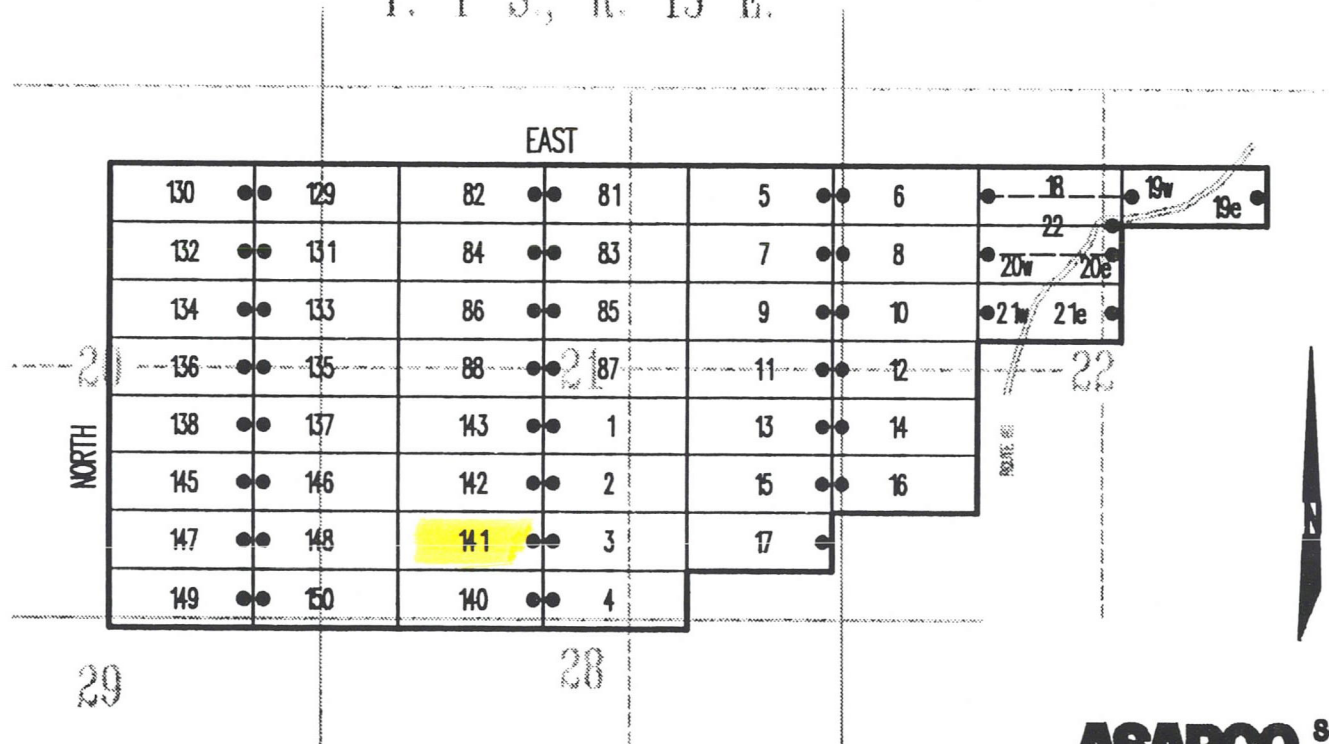 T. 1 S., R. 15 E.
EAST
130 129 82 81 5 6 18 19w 19e
22
132 131 84 83 7 8 20w 20e
134 133 86 85 9 10 21w 21e
20 136 135 88 21 87 11 12 22
NORTH
138 137 143 1 13 14
145 146 142 2 15 16
147 148 141 3 17
N
149 150 140 4
29 28
ASARCO